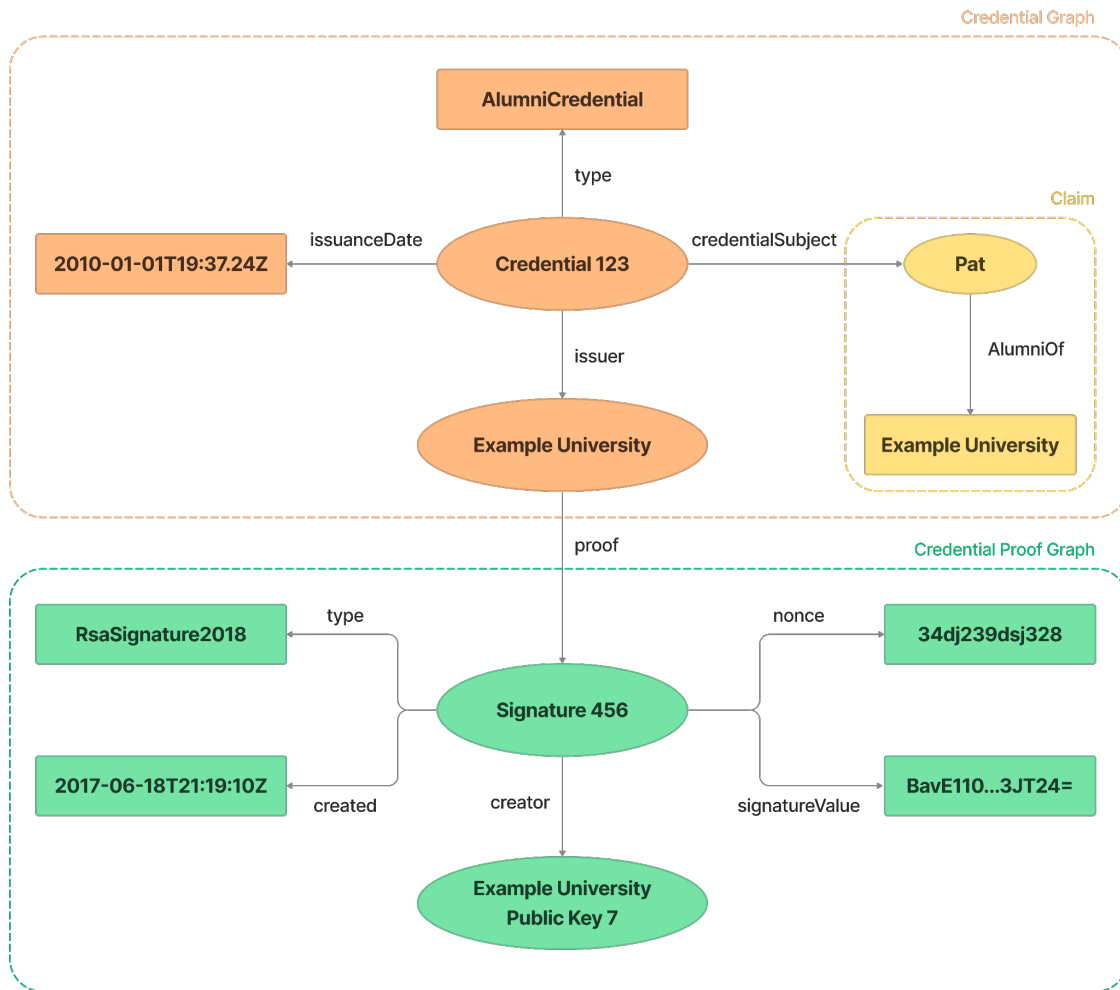 Credential Graph
AlumniCredential
type
Claim
issuanceDate
credentialSubject
2010-01-01T19:37.24Z
Credential 123
Pat
issuer
AlumniOf
Example University
Example University
proof
Credential Proof Graph
type
nonce
RsaSignature2018
34dj239dsj328
Signature 456
2017-06-18T21:19:10Z
BavE110...3JT24=
created
creator
signatureValue
Example University
Public Key 7